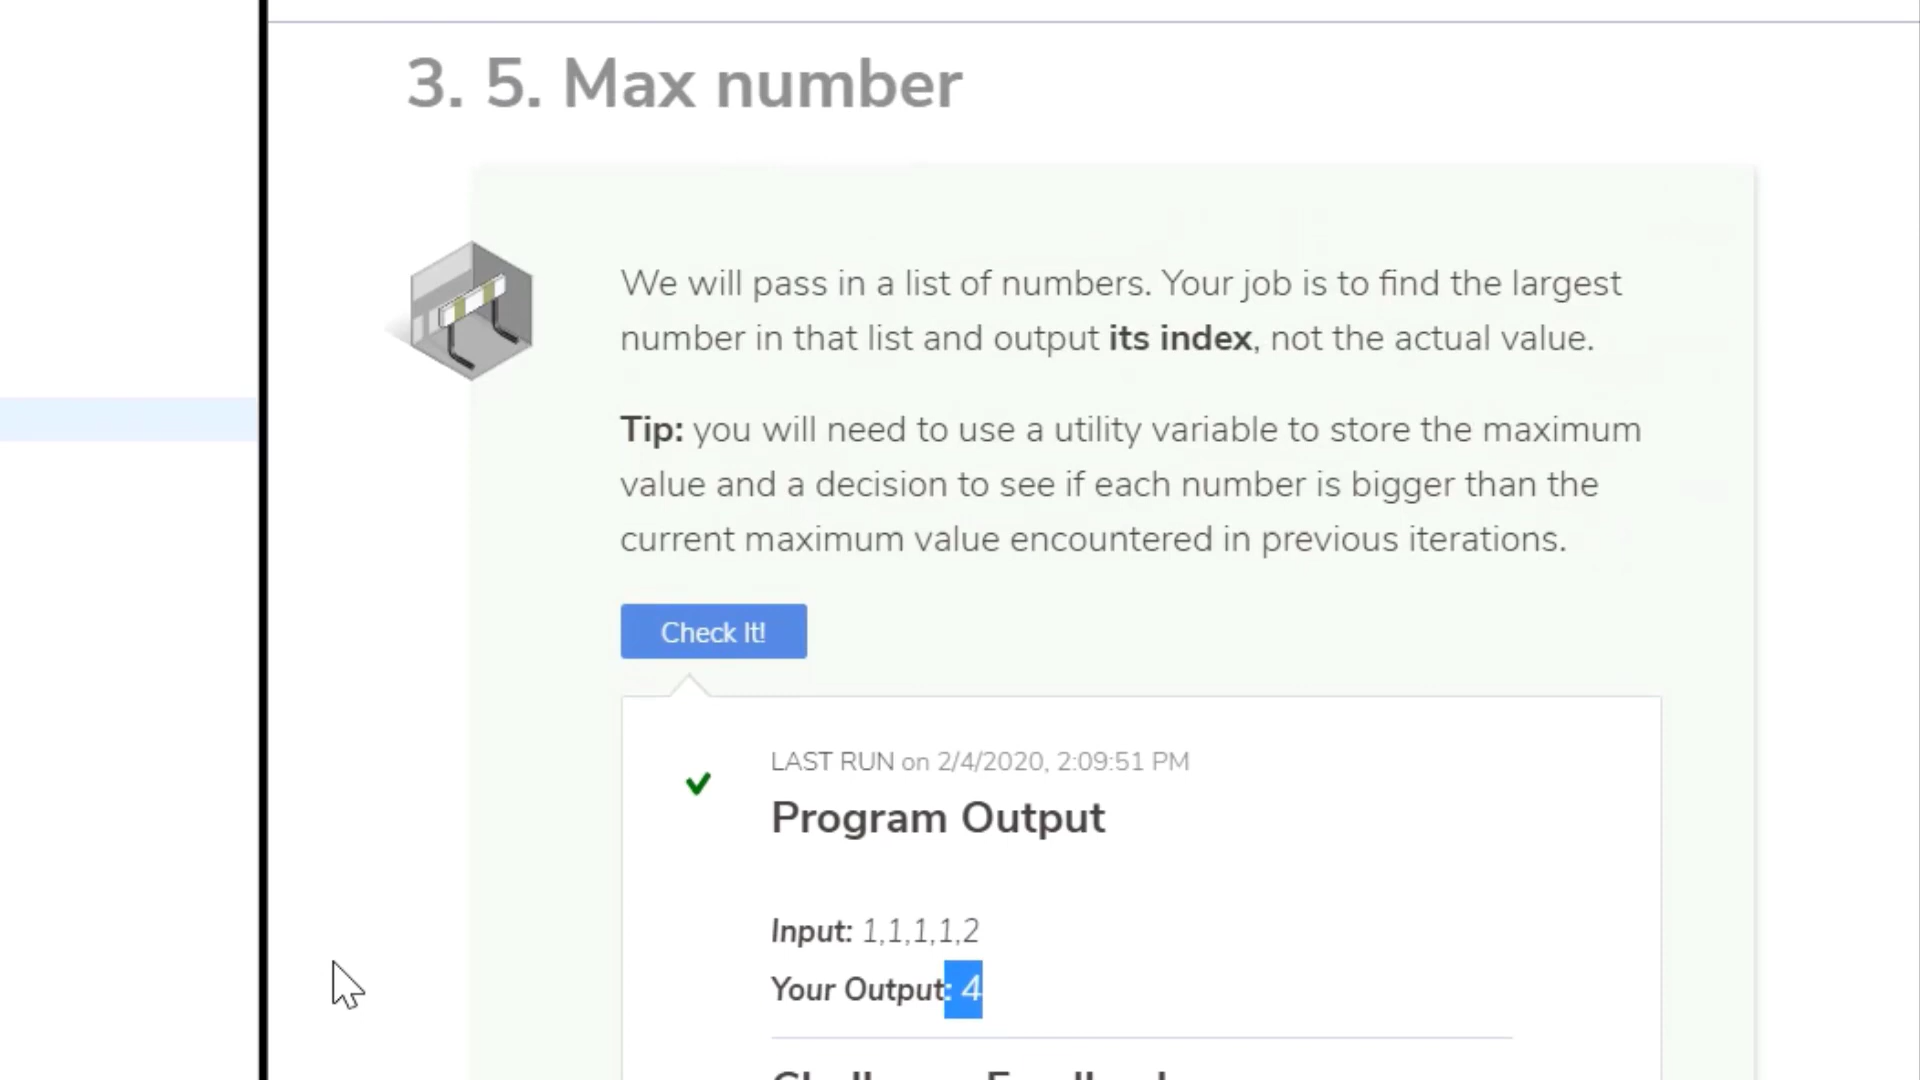 3. 5. Max number
We will pass in a list of numbers. Your job is to find the largest
number in that list and output its index, not the actual value.
Tip: you will need to use a utility variable to store the maximum
value and a decision to see if each number is bigger than the
current maximum value encountered in previous iterations.
Check It!
LAST RUN on 2/4/2020, 2:09:51 PM
Program Output
Input: 1,1,1,1,2
Your Output: 4